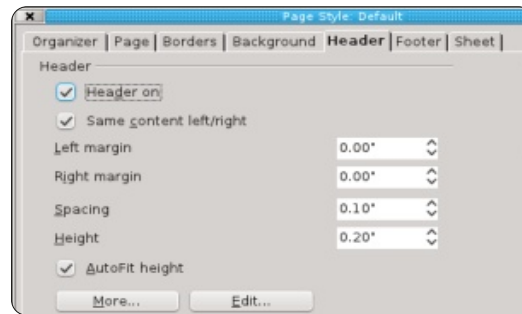 Page Style: Default
Organizer Page Borders Background Header Footer Sheet
Header
Header on
Same content left/right
Left margin 0.00"
Right margin 0.00"
Spacing 0.10"
Height 0.20"
AutoFit height
More... Edit...